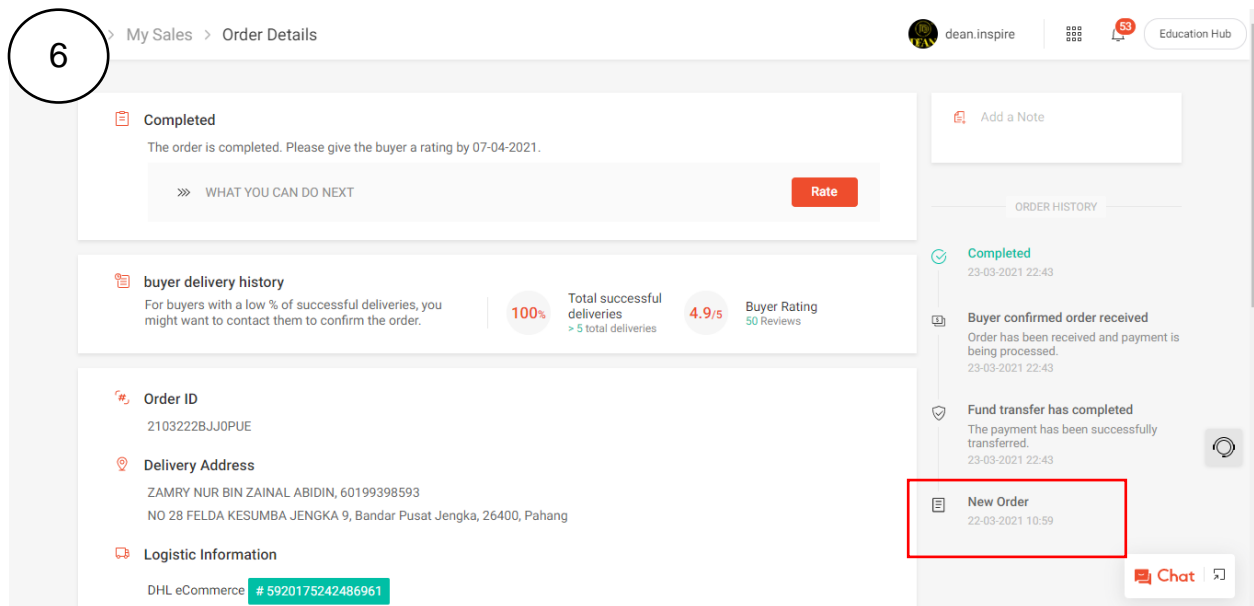 6
> My Sales > Order Details
dean.inspire
53
Education Hub
Completed
The order is completed. Please give the buyer a rating by 07-04-2021.
WHAT YOU CAN DO NEXT
Rate
buyer delivery history
For buyers with a low % of successful deliveries, you
might want to contact them to confirm the order.
100%
Total successful
deliveries
> 5 total deliveries
4.9/5
Buyer Rating
50 Reviews
Order ID
2103222BJJ0PUE
Delivery Address
ZAMRY NUR BIN ZAINAL ABIDIN, 60199398593
NO 28 FELDA KESUMBA JENGKA 9, Bandar Pusat Jengka, 26400, Pahang
Logistic Information
DHL eCommerce # 5920175242486961
Add a Note
ORDER HISTORY
Completed
23-03-2021 22:43
Buyer confirmed order received
Order has been received and payment is
being processed.
23-03-2021 22:43
Fund transfer has completed
The payment has been successfully
transferred.
23-03-2021 22:43
New Order
22-03-2021 10:59
Chat